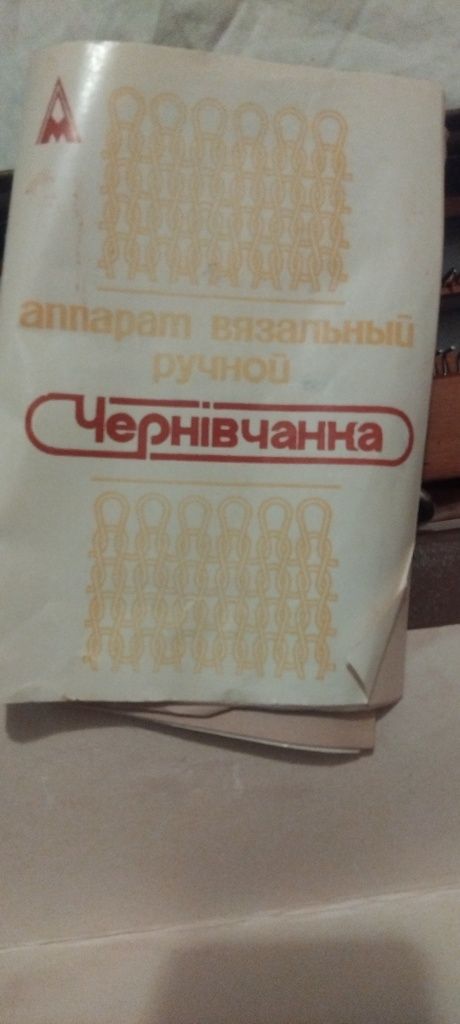 аппарат вязальный
ручной
Чернівчанка